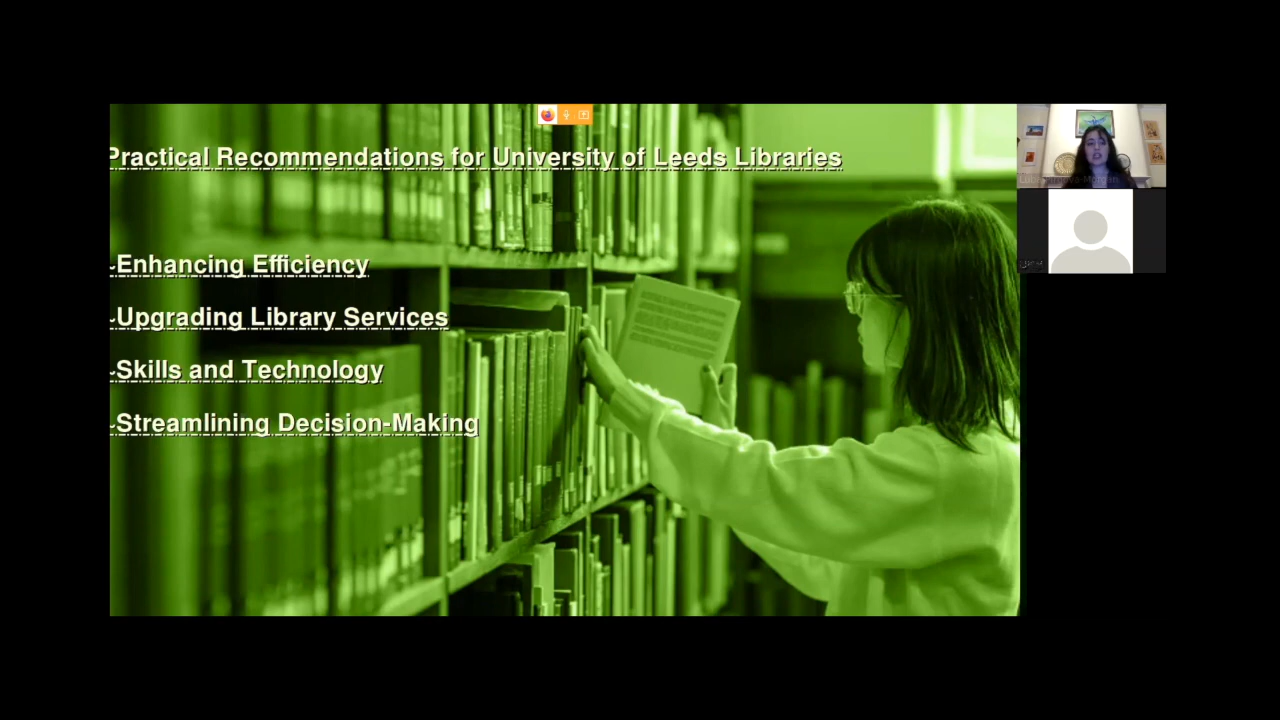 Practical Recommendations for University of Leeds Libraries
-Enhancing Efficiency
-Upgrading Library Services
-Skills and Technology
-Streamlining Decision-Making